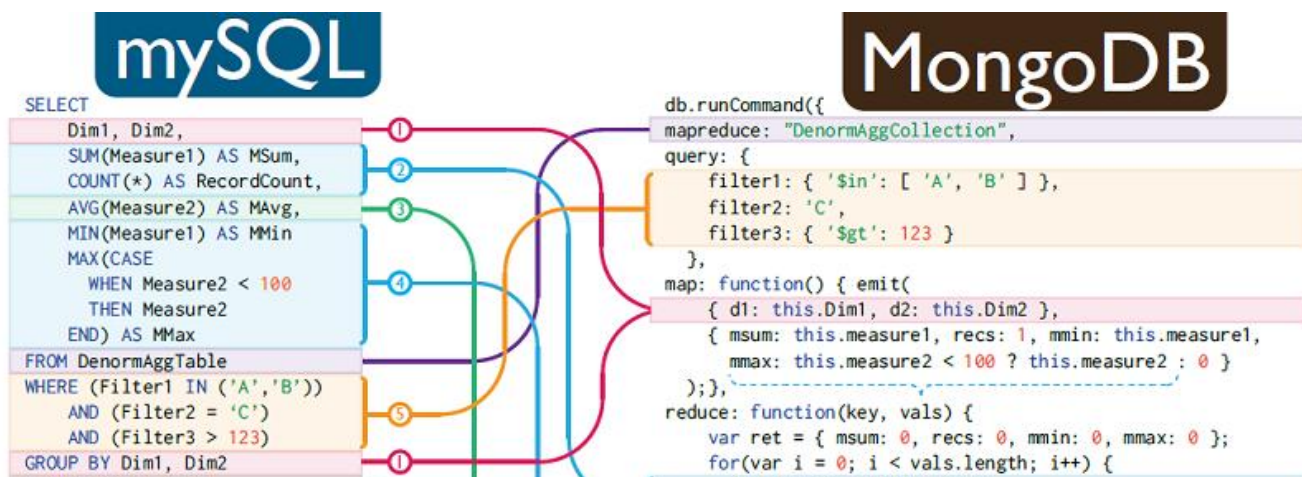 mySQL
SELECT
Dim1, Dim2,
SUM(Measure1) AS MSum,
COUNT(*) AS RecordCount,
AVG(Measure2) AS MAvg,
MIN(Measure1) AS MMin
MAX(CASE
WHEN Measure2 < 100
THEN Measure2
END) AS MMax
FROM DenormAggTable
WHERE (Filter1 IN ('A','B'))
AND (Filter2 = 'C')
AND (Filter3 > 123)
GROUP BY Dim1, Dim2
1
2
3
4
5
1
MongoDB
db.runCommand({
mapreduce: "DenormAggCollection",
query: {
filter1: { '$in': [ 'A', 'B' ] },
filter2: 'C',
filter3: { '$gt': 123 }
},
map: function() { emit(
{ d1: this.Dim1, d2: this.Dim2 },
{ msum: this.measure1, recs: 1, mmin: this.measure1,
mmax: this.measure2 < 100 ? this.measure2 : 0 }
);},
reduce: function(key, vals) {
var ret = { msum: 0, recs: 0, mmin: 0, mmax: 0 };
for(var i = 0; i < vals.length; i++) {